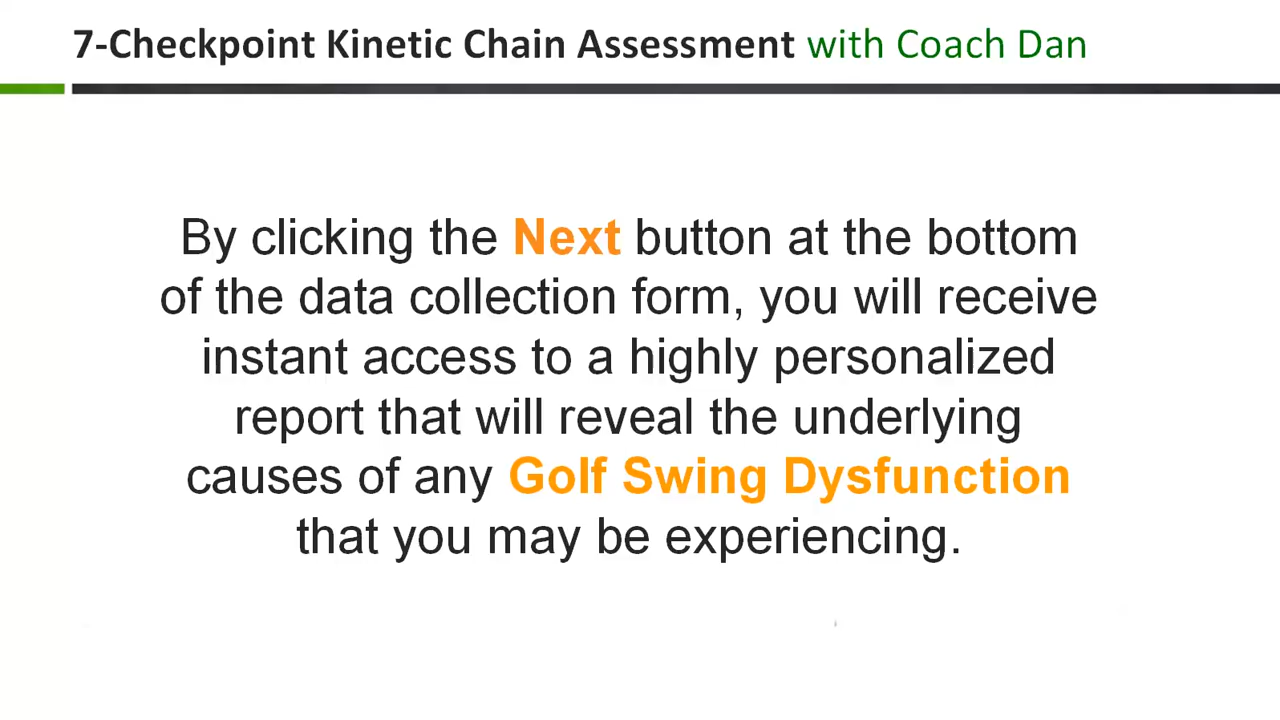 7-Checkpoint Kinetic Chain Assessment with Coach Dan
By clicking the Next button at the bottom
of the data collection form, you will receive
instant access to a highly personalized
report that will reveal the underlying
causes of any Golf Swing Dysfunction
that you may be experiencing.